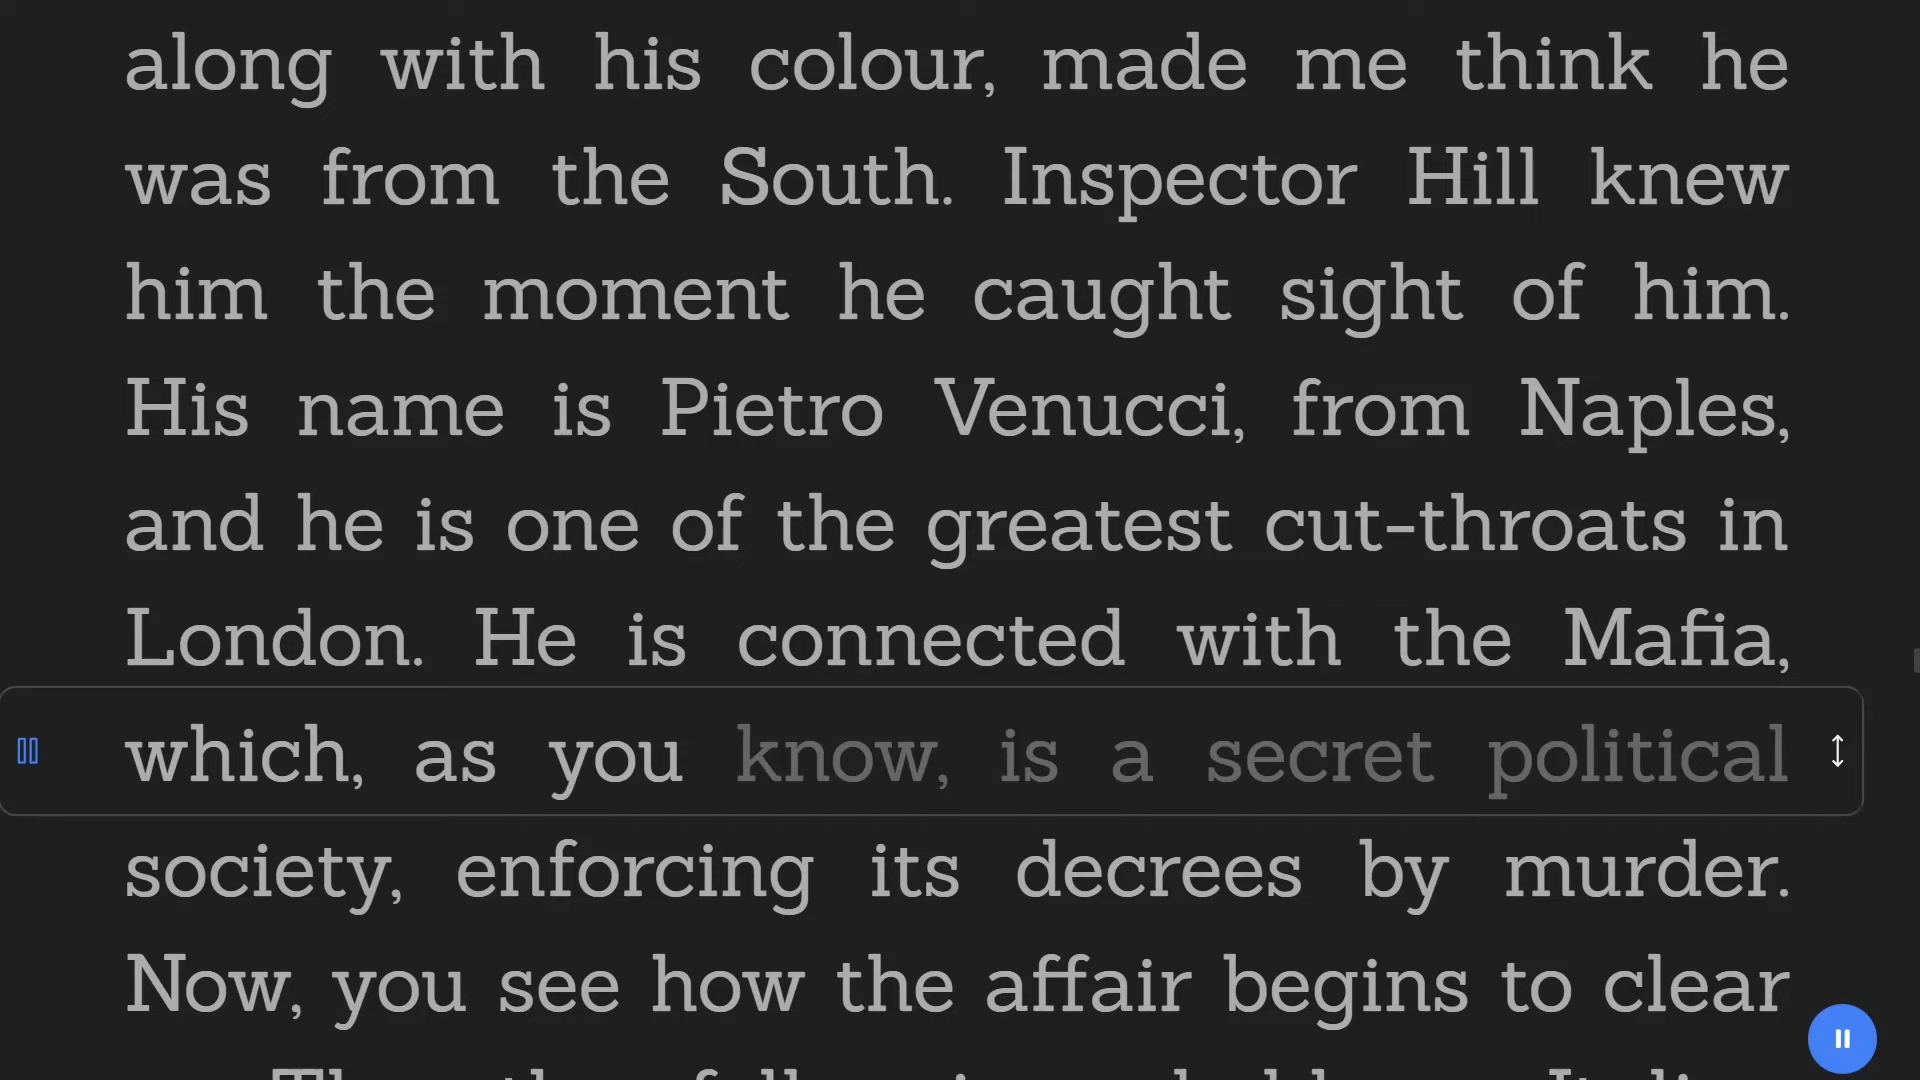 along with his colour, made me think he
was from the South. Inspector Hill knew
him the moment he caught sight of him.
His name is Pietro Venucci, from Naples,
and he is one of the greatest cut-throats in
London. He is connected with the Mafia,
which, as you know, is a secret political
society, enforcing its decrees by murder.
Now, you see how the affair begins to clear